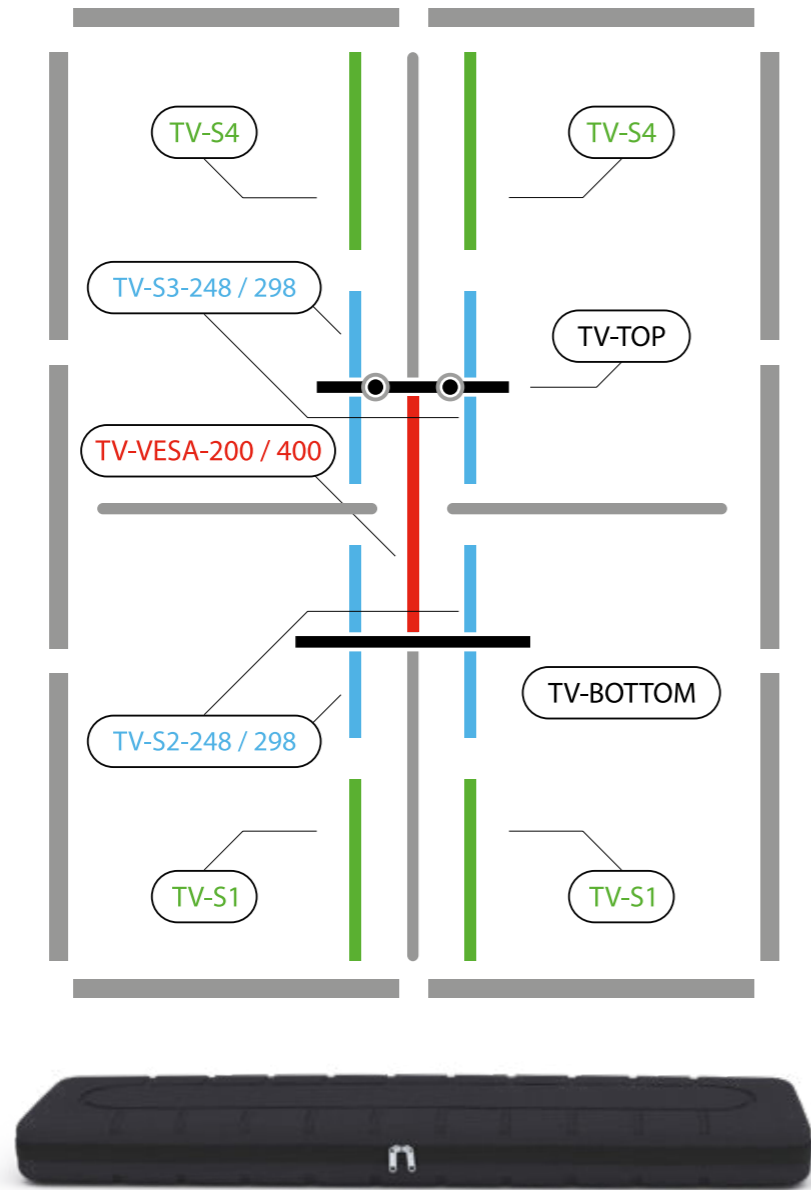 TV-S4
TV-S4
TV-S3-248 / 298
TV-TOP
TV-VESA-200 / 400
TV-BOTTOM
TV-S2-248 / 298
TV-S1
TV-S1